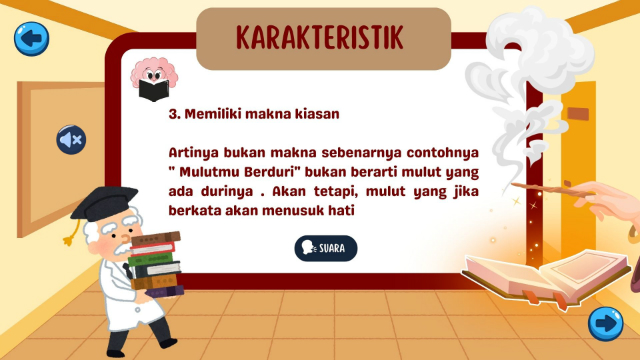 KARAKTERISTIK
3. Memiliki makna kiasan
Artinya bukan makna sebenarnya contohnya
" Mulutmu Berduri" bukan berarti mulut yang
ada durinya . Akan tetapi, mulut yang jika
berkata akan menusuk hati
SUARA